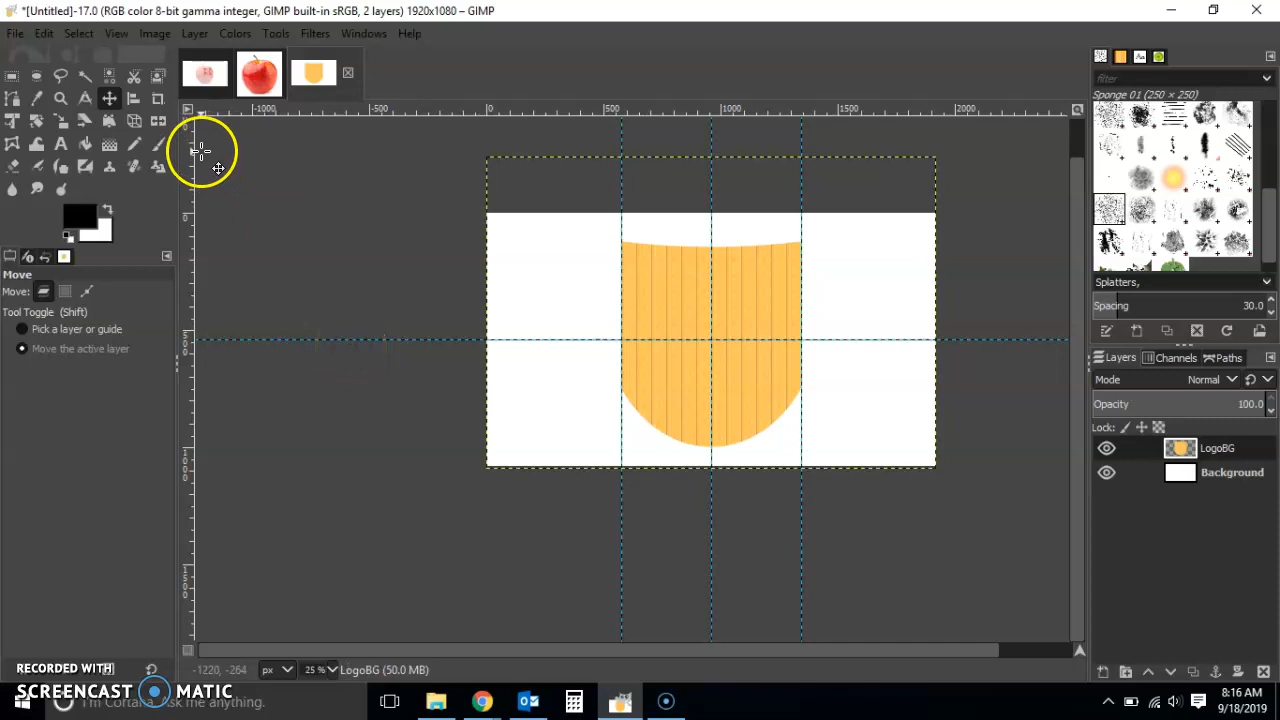 *[Untitled]-17.0 (RGB color 8-bit gamma integer, GIMP built-in sRGB, 2 layers) 1920x1080 – GIMP
File Edit Select View Image Layer Colors Tools Filters Windows Help
filter
Sponge 01 (250 × 250)
-1000 -500 0 500 1000 1500 2000
0
500
1000
1500
Move
Move:
Tool Toggle (Shift)
Pick a layer or guide
Move the active layer
Splatters,
Spacing 30.0
Layers Channels Paths
Mode Normal
Opacity 100.0
Lock:
LogoBG
Background
-1220, -264 px 25 % LogoBG (50.0 MB)
RECORDED WITH
SCREENCAST MATIC
I'm Cortana. Ask me anything.
8:16 AM
9/18/2019